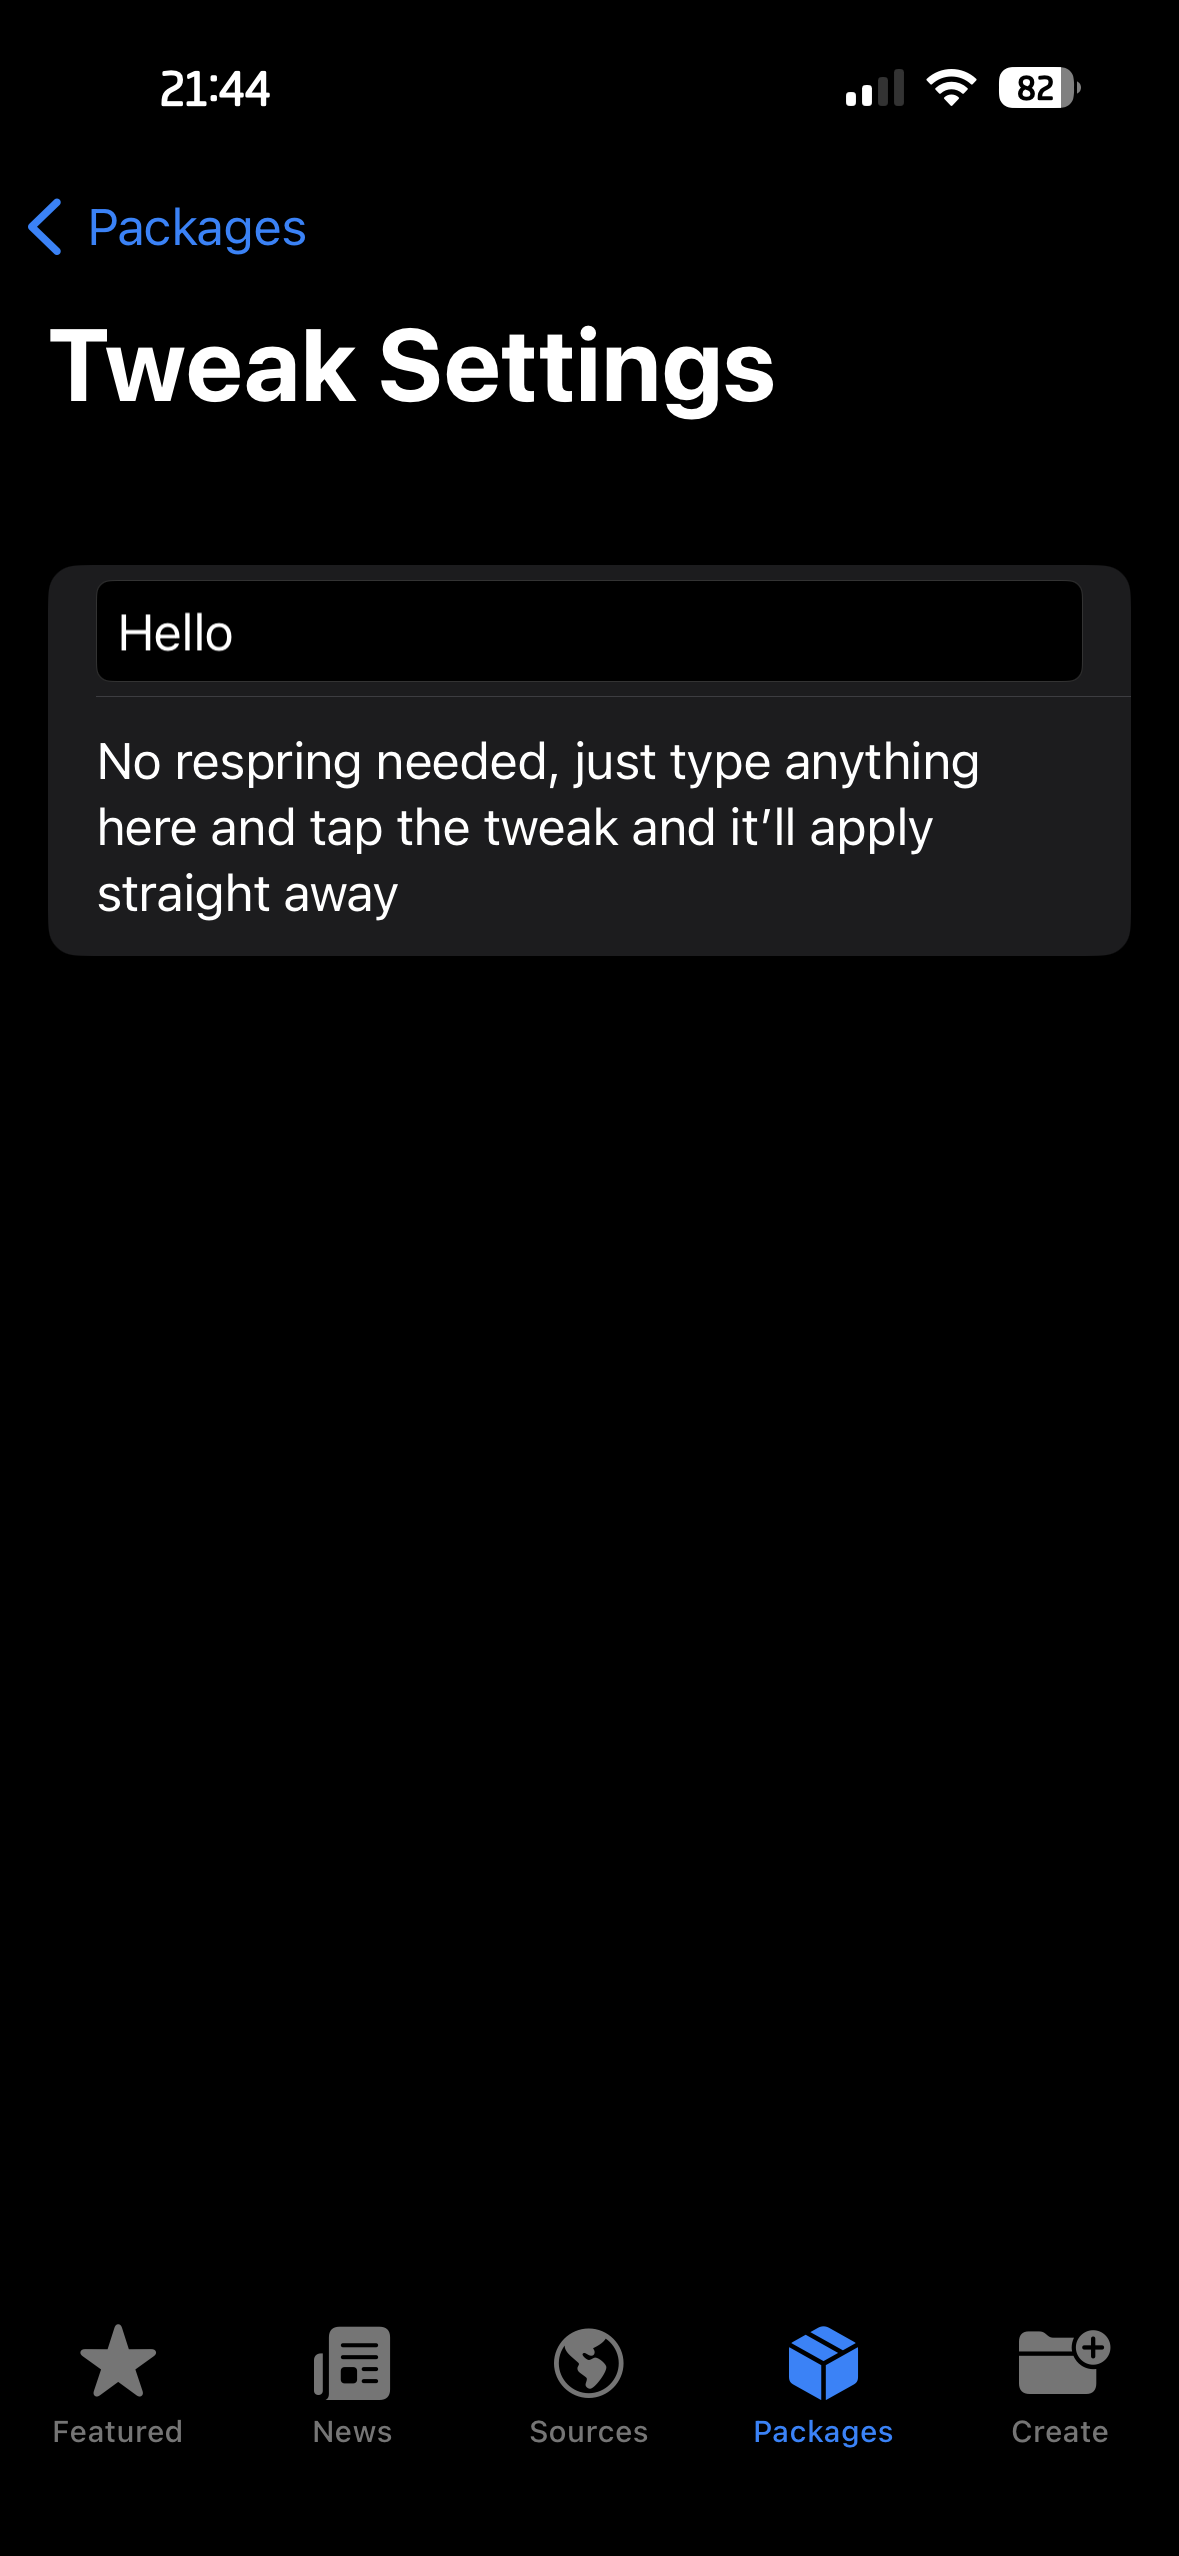 21:44
82
Packages
Tweak Settings
Hello
No respring needed, just type anything
here and tap the tweak and it’ll apply
straight away
Featured
News
Sources
Packages
Create